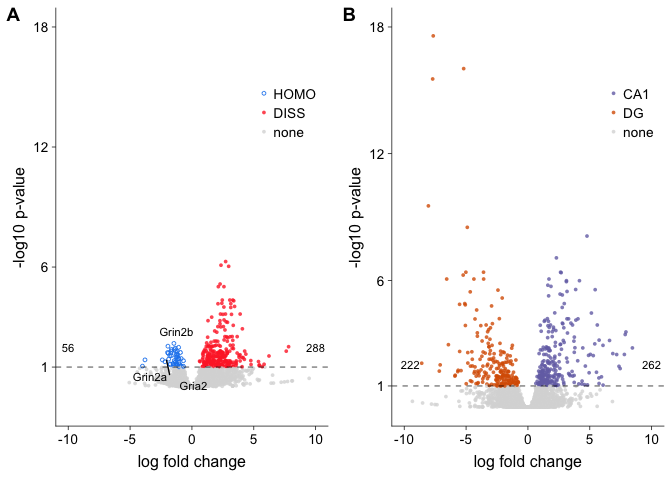 A
18
12
6
1
-log10 p-value
HOMO
DISS
none
Grin2b
56
288
Grin2a
Gria2
-10
-5
0
5
10
log fold change
B
18
12
6
1
-log10 p-value
CA1
DG
none
222
262
-10
-5
0
5
10
log fold change